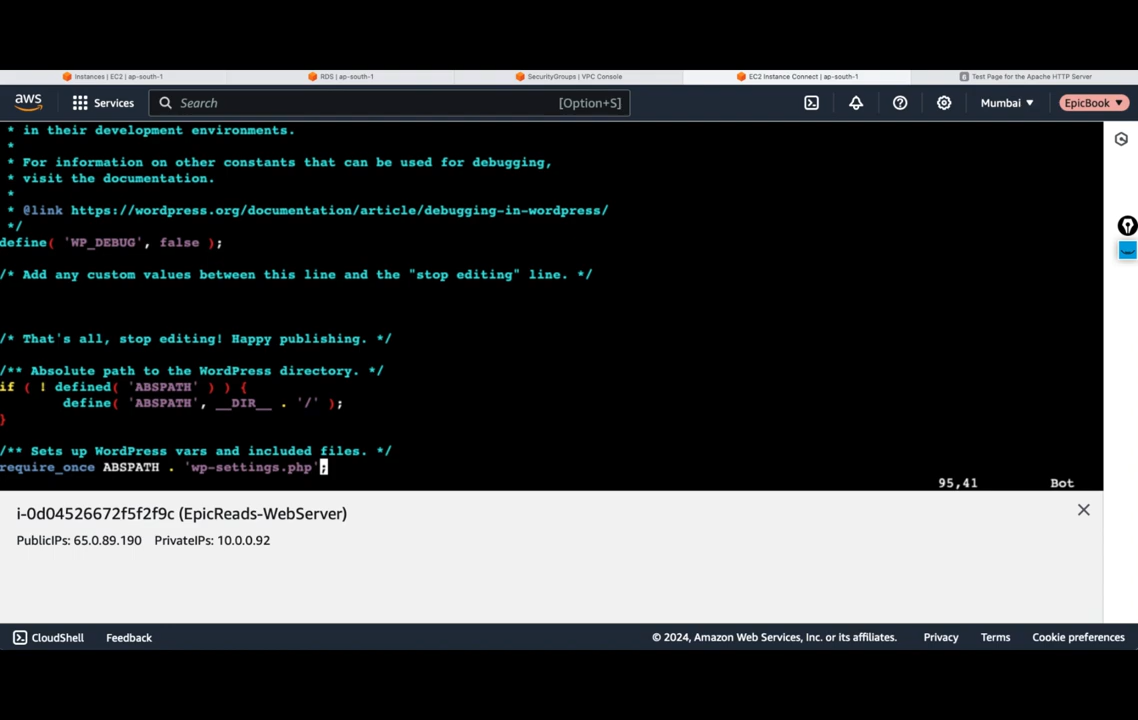 Instances | EC2 | ap-south-1
RDS | ap-south-1
SecurityGroups | VPC Console
EC2 Instance Connect | ap-south-1
Test Page for the Apache HTTP Server
aws
Services
Search
[Option+S]
Mumbai ▼
EpicBook ▼
* in their development environments.
*
* For information on other constants that can be used for debugging,
* visit the documentation.
*
* @link https://wordpress.org/documentation/article/debugging-in-wordpress/
*/
define( 'WP_DEBUG', false );
/* Add any custom values between this line and the "stop editing" line. */
/* That's all, stop editing! Happy publishing. */
/** Absolute path to the WordPress directory. */
if ( ! defined( 'ABSPATH' ) ) {
define( 'ABSPATH', __DIR__ . '/' );
}
/** Sets up WordPress vars and included files. */
require_once ABSPATH . 'wp-settings.php';
95,41 Bot
i-0d04526672f5f2f9c (EpicReads-WebServer)
PublicIPs: 65.0.89.190 PrivateIPs: 10.0.0.92
CloudShell Feedback
© 2024, Amazon Web Services, Inc. or its affiliates. Privacy Terms Cookie preferences